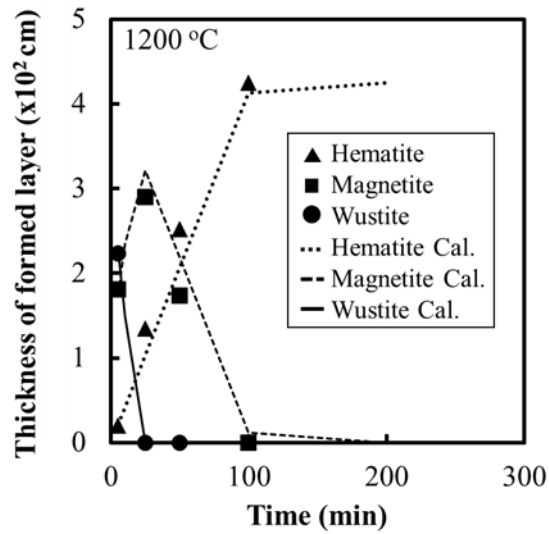 1200 °C
Thickness of formed layer (x10² cm)
5
4
3
2
1
0
0
100
200
300
Time (min)
Hematite
Magnetite
Wustite
Hematite Cal.
Magnetite Cal.
Wustite Cal.